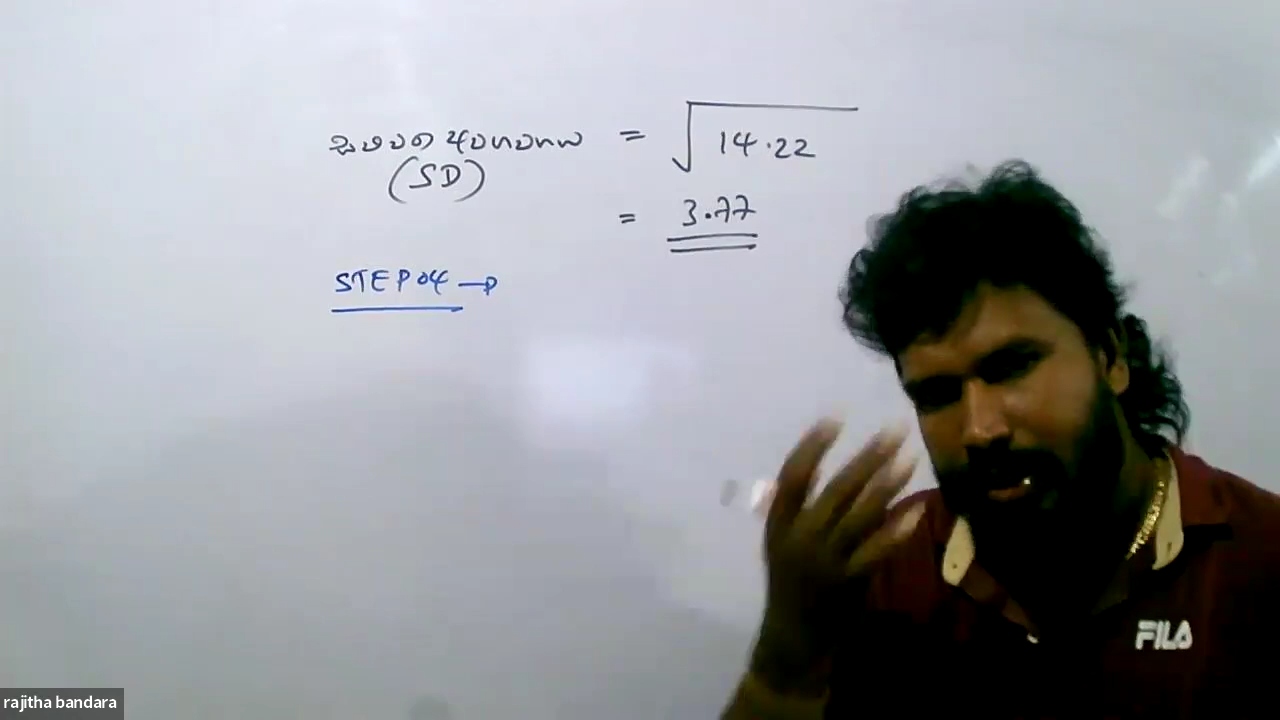 සම්මත අපගමනය = √14.22
(SD)
= 3.77
STEP 04 →
FILA
rajitha bandara